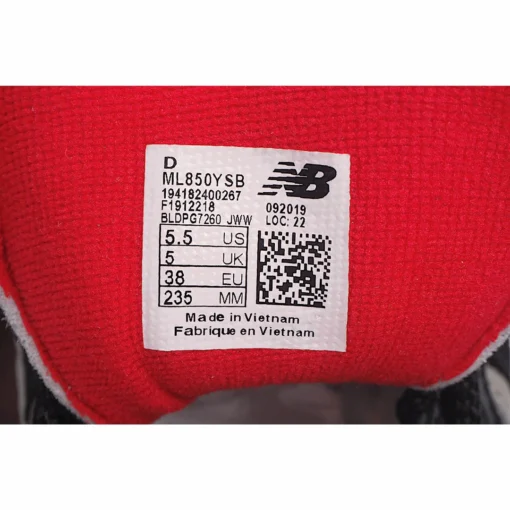 D
ML850YSB
NB
194182400267
F1912218
092019
BLDPG7260 JWW
LOC: 22
5.5 US
5 UK
38 EU
235 MM
Made in Vietnam
Fabrique en Vietnam